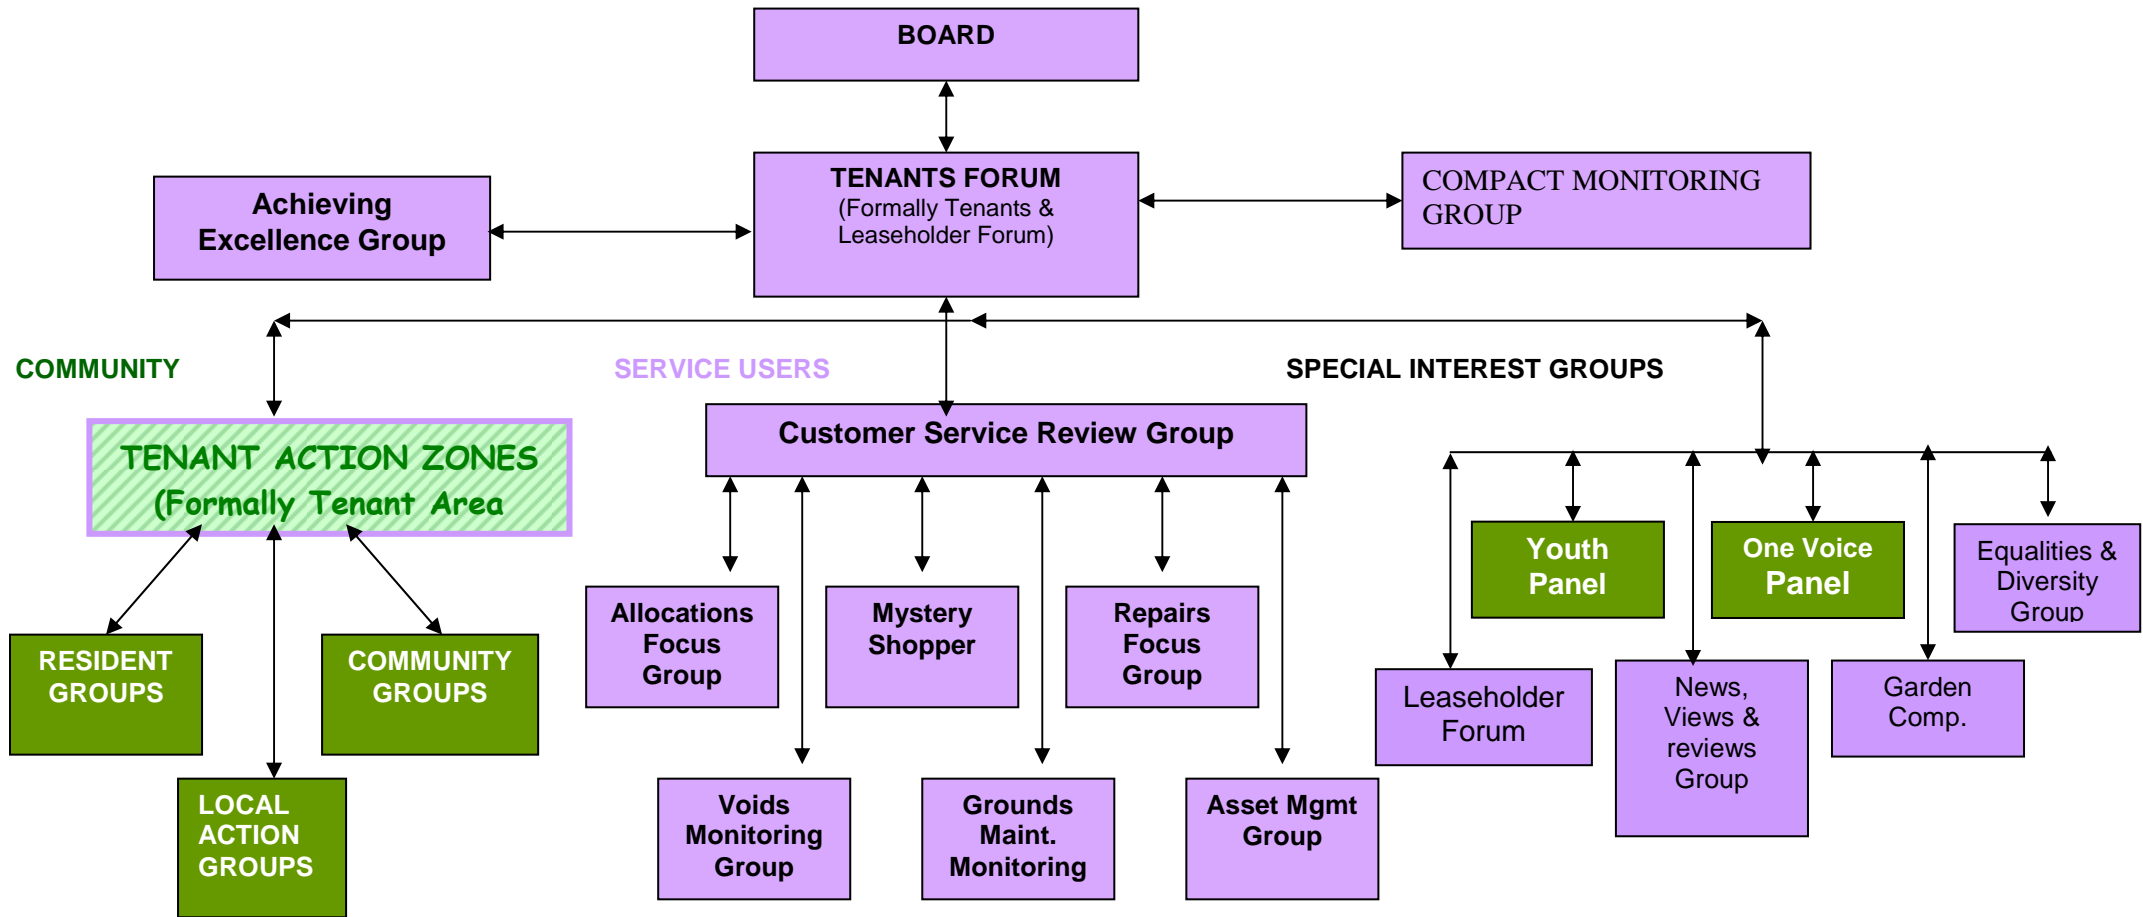 BOARD
TENANTS FORUM
(Formally Tenants &
Leaseholder Forum)
Achieving
Excellence Group
COMPACT MONITORING
GROUP
COMMUNITY
SERVICE USERS
SPECIAL INTEREST GROUPS
TENANT ACTION ZONES
(Formally Tenant Area
Customer Service Review Group
RESIDENT
GROUPS
COMMUNITY
GROUPS
LOCAL
ACTION
GROUPS
Allocations
Focus
Group
Mystery
Shopper
Repairs
Focus
Group
Voids
Monitoring
Group
Grounds
Maint.
Monitoring
Asset Mgmt
Group
Youth
Panel
One Voice
Panel
Equalities &
Diversity
Group
Leaseholder
Forum
News,
Views &
reviews
Group
Garden
Comp.